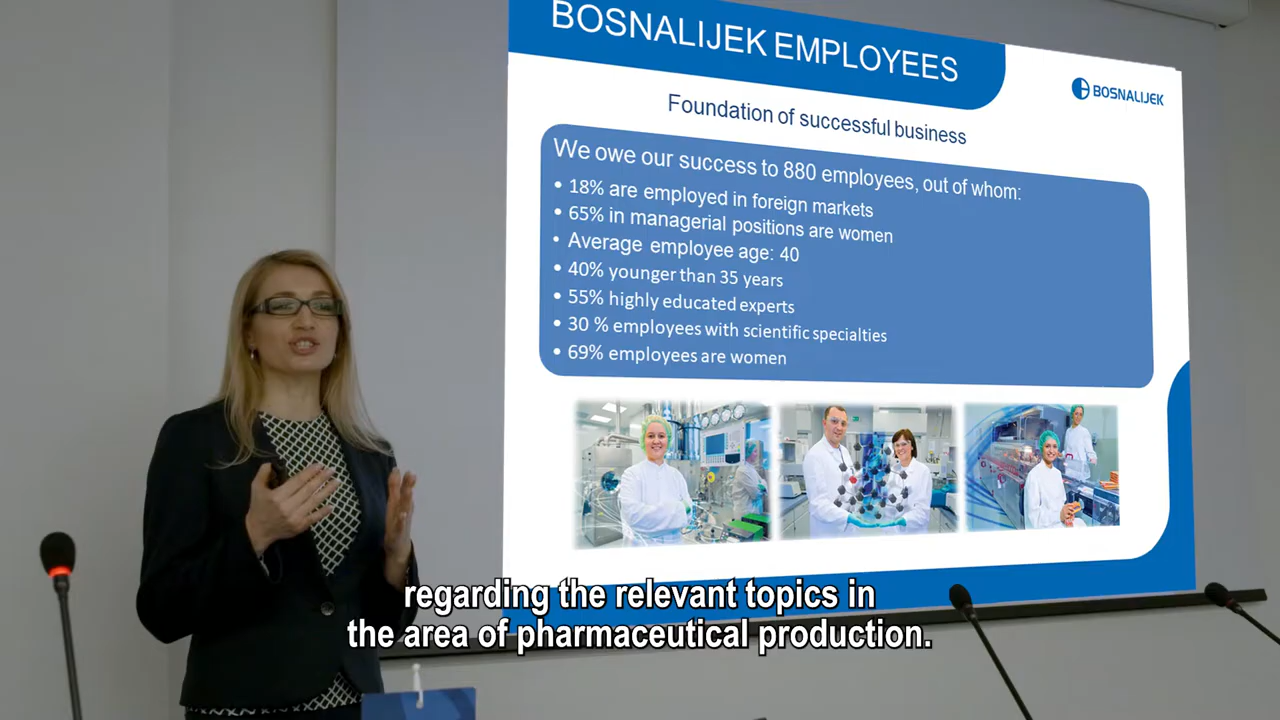 BOSNALIJEK EMPLOYEES
BOSNALIJEK
Foundation of successful business
We owe our success to 880 employees, out of whom:
• 18% are employed in foreign markets
• 65% in managerial positions are women
• Average employee age: 40
• 40% younger than 35 years
• 55% highly educated experts
• 30 % employees with scientific specialties
• 69% employees are women
regarding the relevant topics in
the area of pharmaceutical production.